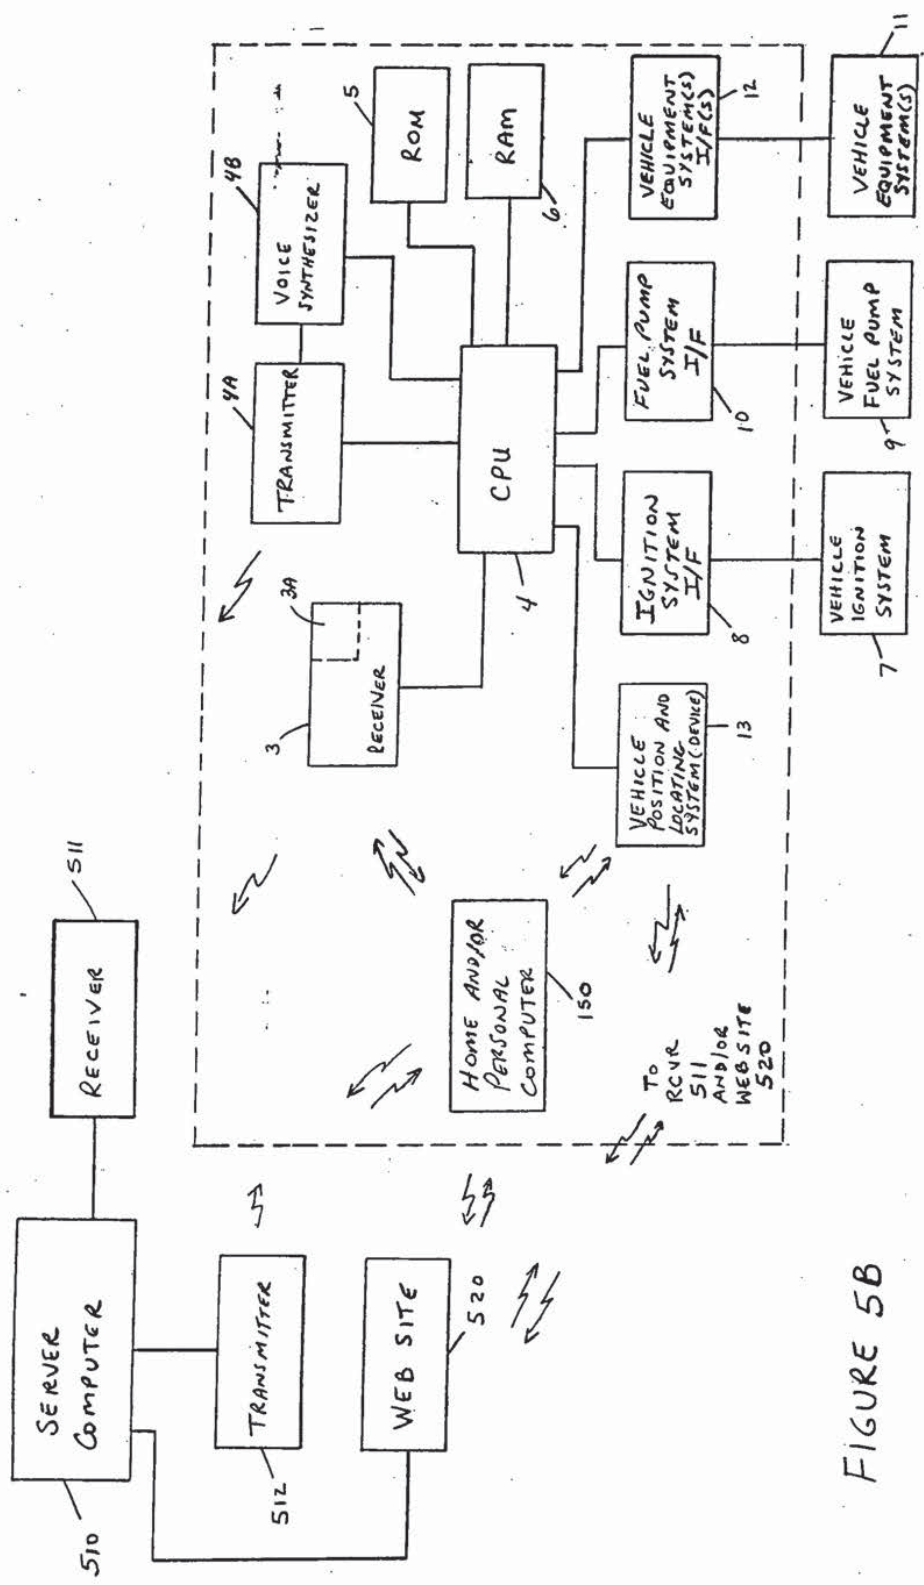 SERVER
COMPUTER
510
RECEIVER
511
TRANSMITTER
512
WEB SITE
520
1
TRANSMITTER
4A
VOICE
SYNTHESIZER
4B
ROM
5
RAM
6
RECEIVER
3
3A
CPU
4
HOME AND/OR
PERSONAL
COMPUTER
150
TO
RCVR
511
AND/OR
WEB SITE
520
VEHICLE
POSITION AND
LOCATING
SYSTEM(DEVICE)
13
IGNITION
SYSTEM
I/F
8
FUEL PUMP
SYSTEM
I/F
10
VEHICLE
EQUIPMENT
SYSTEM(S)
I/F(S)
12
VEHICLE
IGNITION
SYSTEM
7
VEHICLE
FUEL PUMP
SYSTEM
9
VEHICLE
EQUIPMENT
SYSTEM(S)
11
FIGURE 5B